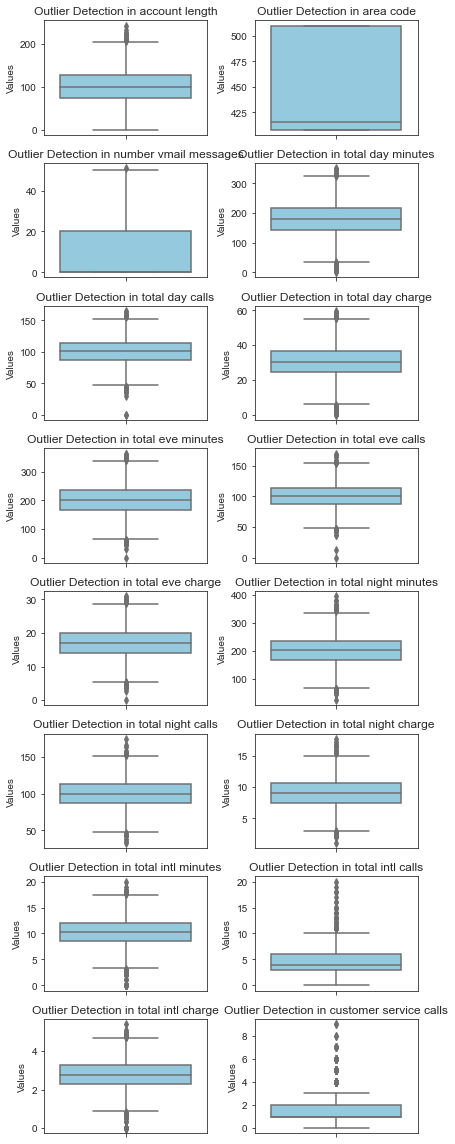 Outlier Detection in account length
Outlier Detection in area code
Values
200
100
0
Values
500
475
450
425
Outlier Detection in number vmail messages
Outlier Detection in total day minutes
Values
40
20
0
Values
300
200
100
0
Outlier Detection in total day calls
Outlier Detection in total day charge
Values
150
100
50
0
Values
60
40
20
0
Outlier Detection in total eve minutes
Outlier Detection in total eve calls
Values
300
200
100
0
Values
150
100
50
0
Outlier Detection in total eve charge
Outlier Detection in total night minutes
Values
30
20
10
0
Values
400
300
200
100
Outlier Detection in total night calls
Outlier Detection in total night charge
Values
150
100
50
Values
15
10
5
Outlier Detection in total intl minutes
Outlier Detection in total intl calls
Values
20
15
10
5
0
Values
20
15
10
5
0
Outlier Detection in total intl charge
Outlier Detection in customer service calls
Values
4
2
0
Values
8
6
4
2
0